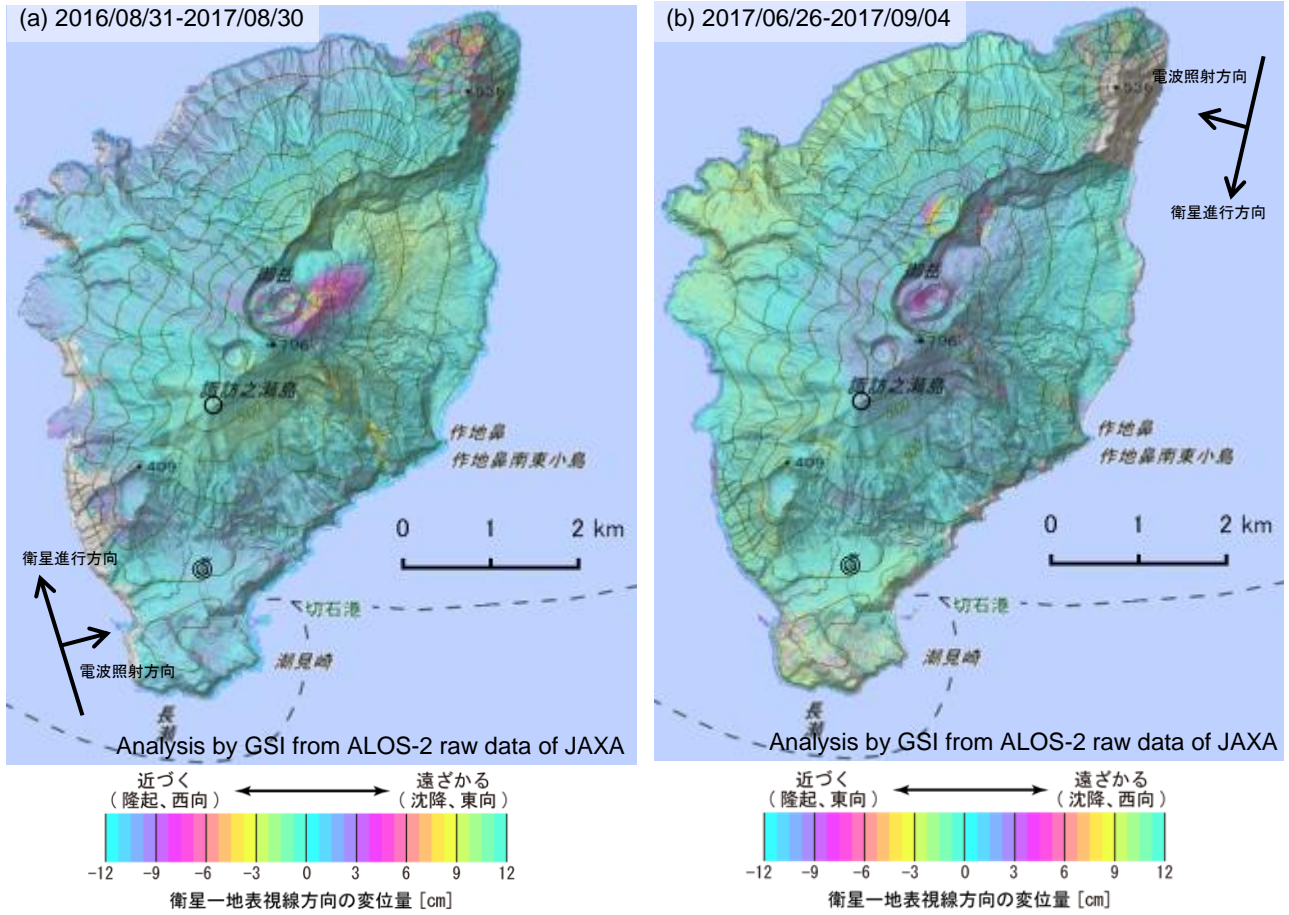 (a) 2016/08/31-2017/08/30
536
御岳
796
諏訪之瀬島
500
作地鼻
作地鼻南東小島
409
0 1 2 km
衛星進行方向
電波照射方向
切石港
潮見崎
長瀬
Analysis by GSI from ALOS-2 raw data of JAXA
近づく
(隆起、西向)
遠ざかる
(沈降、東向)
-12 -9 -6 -3 0 3 6 9 12
衛星―地表視線方向の変位量 [cm]
(b) 2017/06/26-2017/09/04
電波照射方向
536
衛星進行方向
御岳
796
諏訪之瀬島
500
作地鼻
作地鼻南東小島
409
0 1 2 km
切石港
潮見崎
長瀬
Analysis by GSI from ALOS-2 raw data of JAXA
近づく
(隆起、東向)
遠ざかる
(沈降、西向)
-12 -9 -6 -3 0 3 6 9 12
衛星―地表視線方向の変位量 [cm]